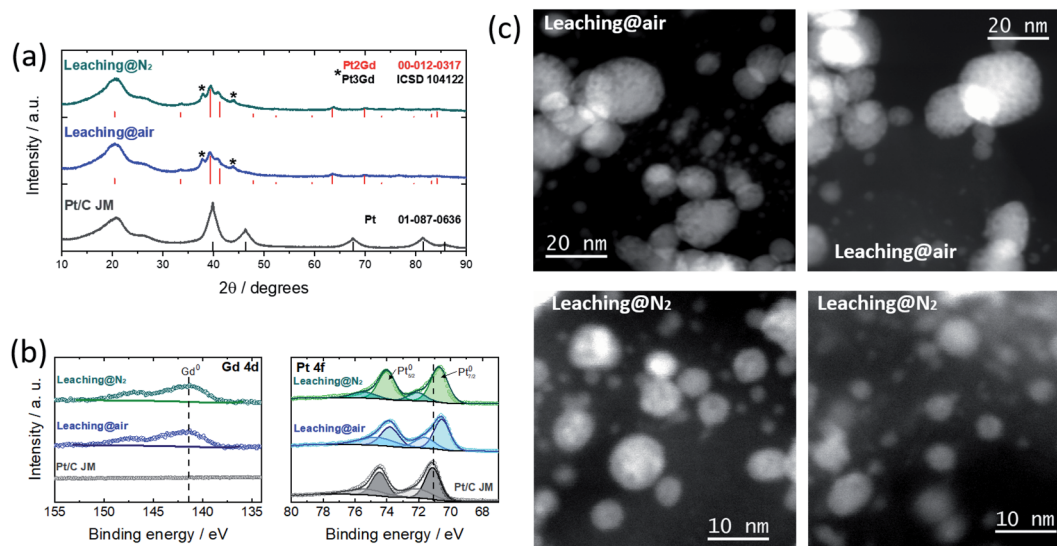 (a)
Leaching@N₂
Pt2Gd 00-012-0317
*Pt3Gd ICSD 104122
* *
Leaching@air
* *
Pt/C JM
Pt 01-087-0636
Intensity / a.u.
10 20 30 40 50 60 70 80 90
2θ / degrees
(b)
Gd⁰ Gd 4d
Leaching@N₂
Leaching@air
Pt/C JM
Intensity / a. u.
155 150 145 140 135
Binding energy / eV
Pt 4f
Leaching@N₂
Pt⁰5/2
Pt⁰7/2
Leaching@air
Pt/C JM
80 78 76 74 72 70 68
Binding energy / eV
(c)
Leaching@air
20 nm
20 nm
Leaching@air
Leaching@N₂
10 nm
Leaching@N₂
10 nm